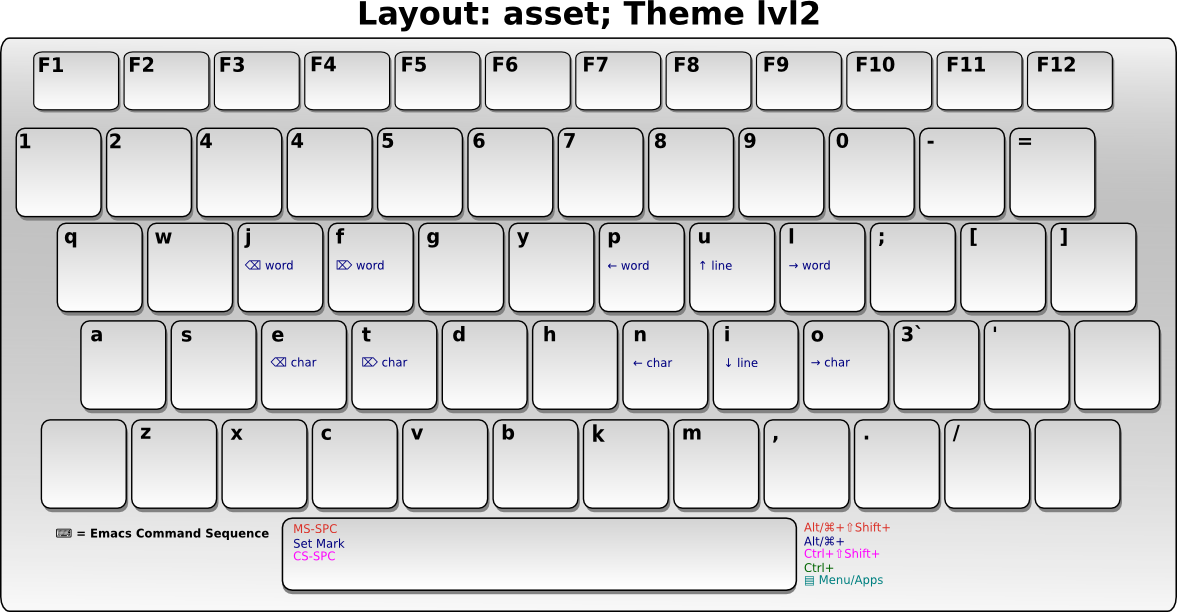 Layout: asset; Theme lvl2
F1 F2 F3 F4 F5 F6 F7 F8 F9 F10 F11 F12
1 2 4 4 5 6 7 8 9 0 - =
q w j f g y p u l ; [ ]
⌫ word ⌦ word ← word ↑ line → word
a s e t d h n i o 3` '
⌫ char ⌦ char ← char ↓ line → char
z x c v b k m , . /
⌨ = Emacs Command Sequence
MS-SPC
Set Mark
CS-SPC
Alt/⌘+⇧Shift+
Alt/⌘+
Ctrl+⇧Shift+
Ctrl+
▤ Menu/Apps